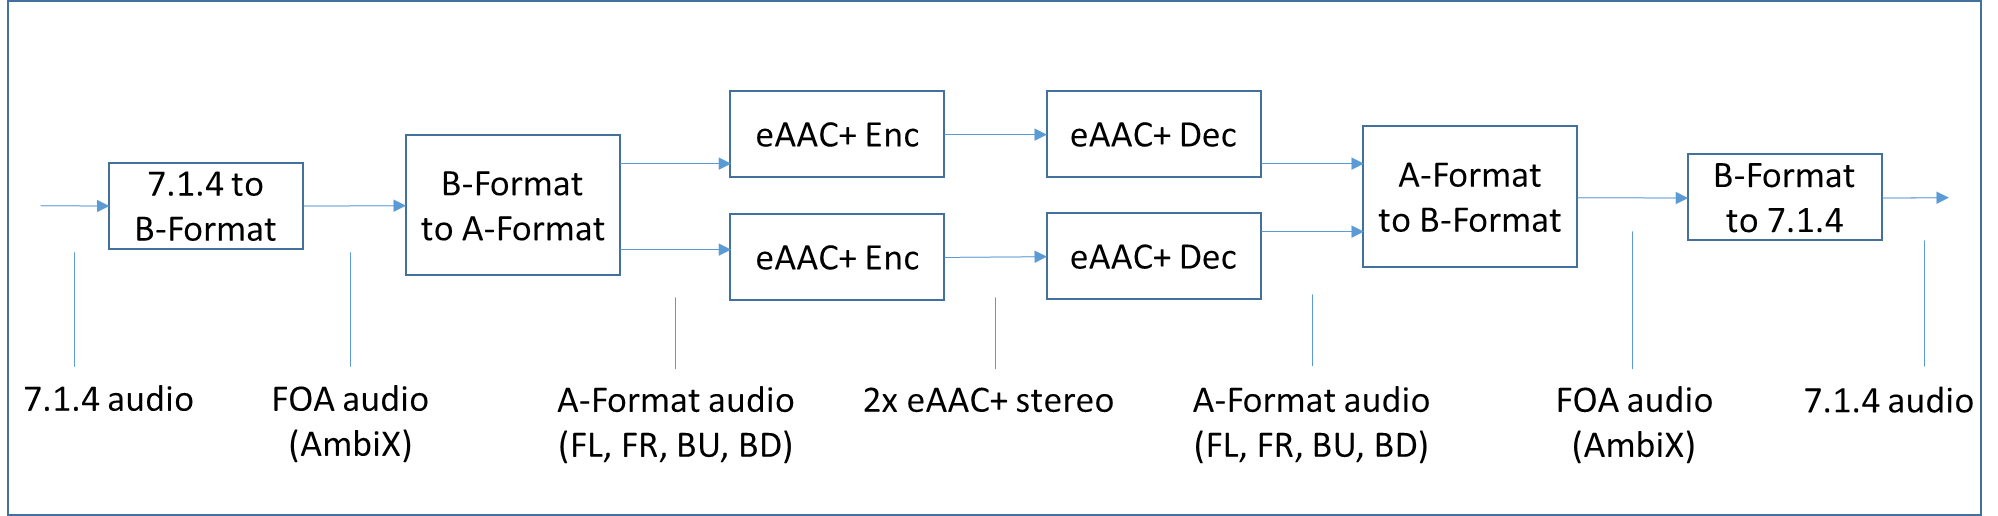 7.1.4 to
B-Format
B-Format
to A-Format
eAAC+ Enc
eAAC+ Enc
eAAC+ Dec
eAAC+ Dec
A-Format
to B-Format
B-Format
to 7.1.4
7.1.4 audio
FOA audio
(AmbiX)
A-Format audio
(FL, FR, BU, BD)
2x eAAC+ stereo
A-Format audio
(FL, FR, BU, BD)
FOA audio
(AmbiX)
7.1.4 audio